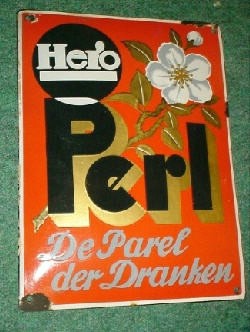 Hero
Perl
De Parel
der Dranken